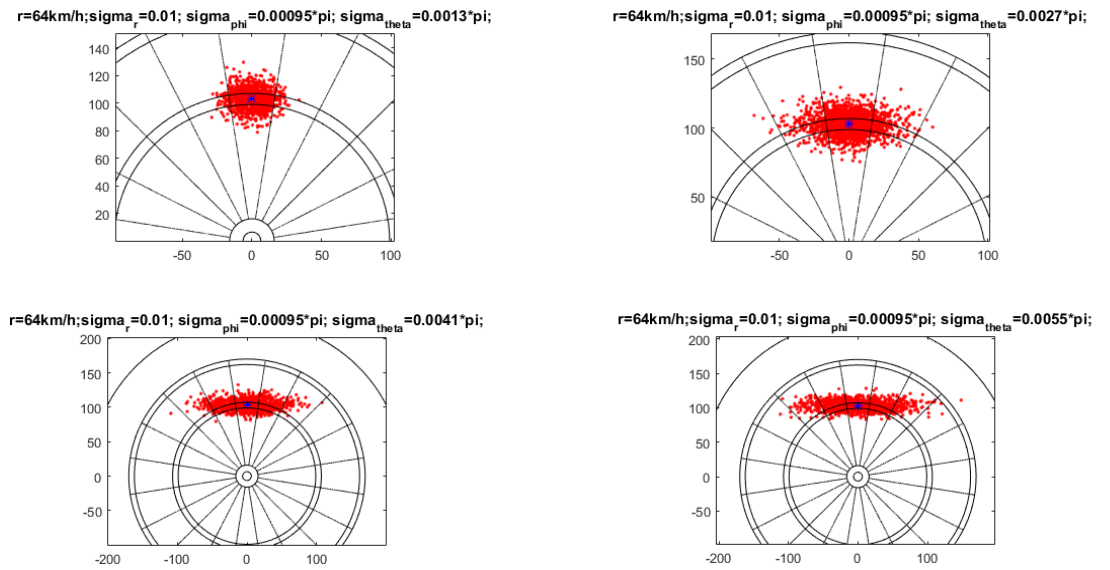 r=64km/h;sigma_r=0.01; sigma_phi=0.00095*pi; sigma_theta=0.0013*pi;
140
120
100
80
60
40
20
-50 0 50 100
r=64km/h;sigma_r=0.01; sigma_phi=0.00095*pi; sigma_theta=0.0027*pi;
150
100
50
-100 -50 0 50 100
r=64km/h;sigma_r=0.01; sigma_phi=0.00095*pi; sigma_theta=0.0041*pi;
200
150
100
50
0
-50
-200 -100 0 100
r=64km/h;sigma_r=0.01; sigma_phi=0.00095*pi; sigma_theta=0.0055*pi;
200
150
100
50
0
-50
-200 -100 0 100